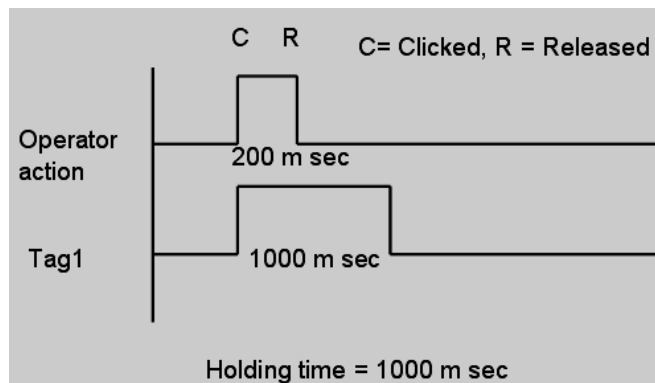 C R C= Clicked, R = Released
Operator
action
200 m sec
Tag1
1000 m sec
Holding time = 1000 m sec